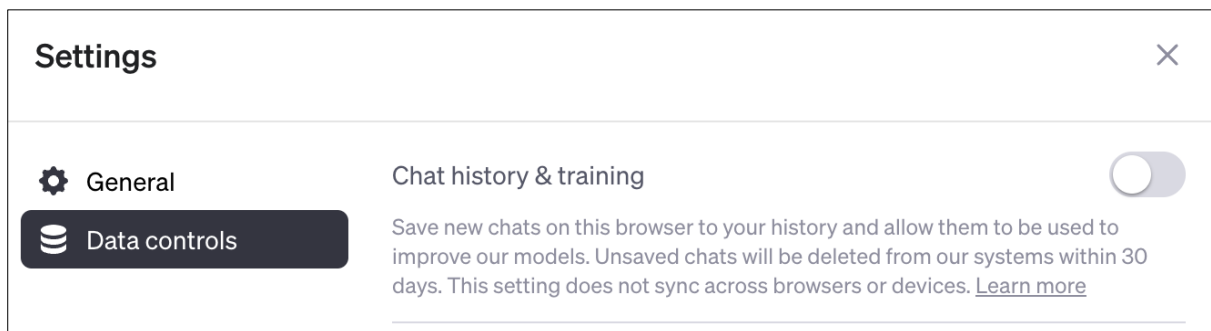 Settings
General
Data controls
Chat history & training
Save new chats on this browser to your history and allow them to be used to
improve our models. Unsaved chats will be deleted from our systems within 30
days. This setting does not sync across browsers or devices. Learn more